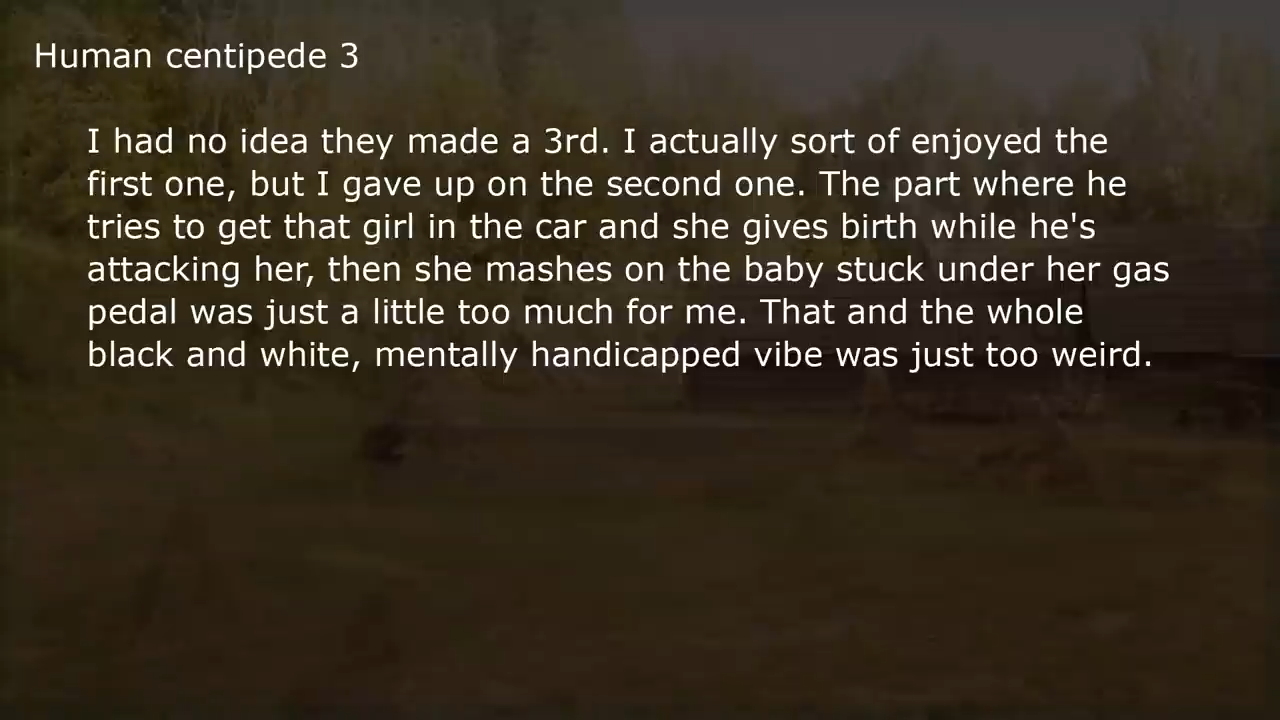 Human centipede 3
I had no idea they made a 3rd. I actually sort of enjoyed the
first one, but I gave up on the second one. The part where he
tries to get that girl in the car and she gives birth while he's
attacking her, then she mashes on the baby stuck under her gas
pedal was just a little too much for me. That and the whole
black and white, mentally handicapped vibe was just too weird.